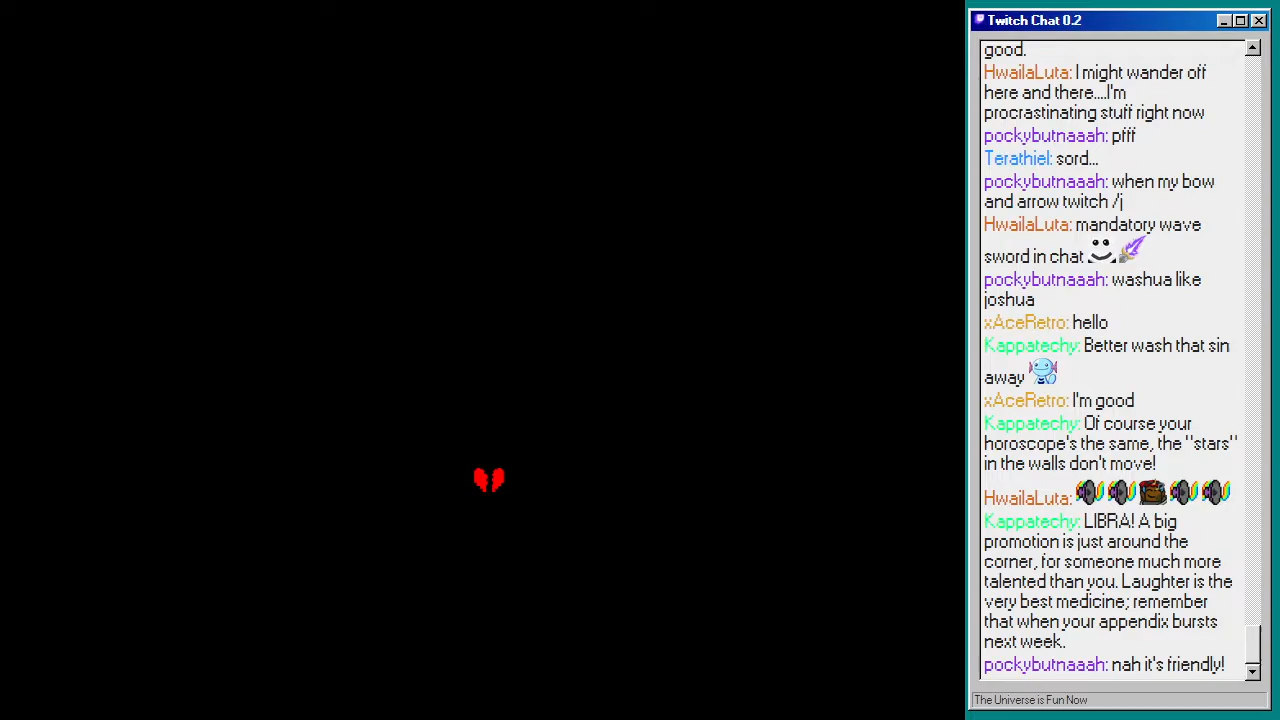 Twitch Chat 0.2
good.
HwailaLuta: I might wander off
here and there....I'm
procrastinating stuff right now
pockybutnaaah: pfff
Terathiel: sord...
pockybutnaaah: when my bow
and arrow twitch /j
HwailaLuta: mandatory wave
sword in chat
pockybutnaaah: washua like
joshua
xAceRetro: hello
Kappatechy: Better wash that sin
away
xAceRetro: I'm good
Kappatechy: Of course your
horoscope's the same, the "stars"
in the walls don't move!
HwailaLuta:
Kappatechy: LIBRA! A big
promotion is just around the
corner, for someone much more
talented than you. Laughter is the
very best medicine; remember
that when your appendix bursts
next week.
pockybutnaaah: nah it's friendly!
The Universe is Fun Now